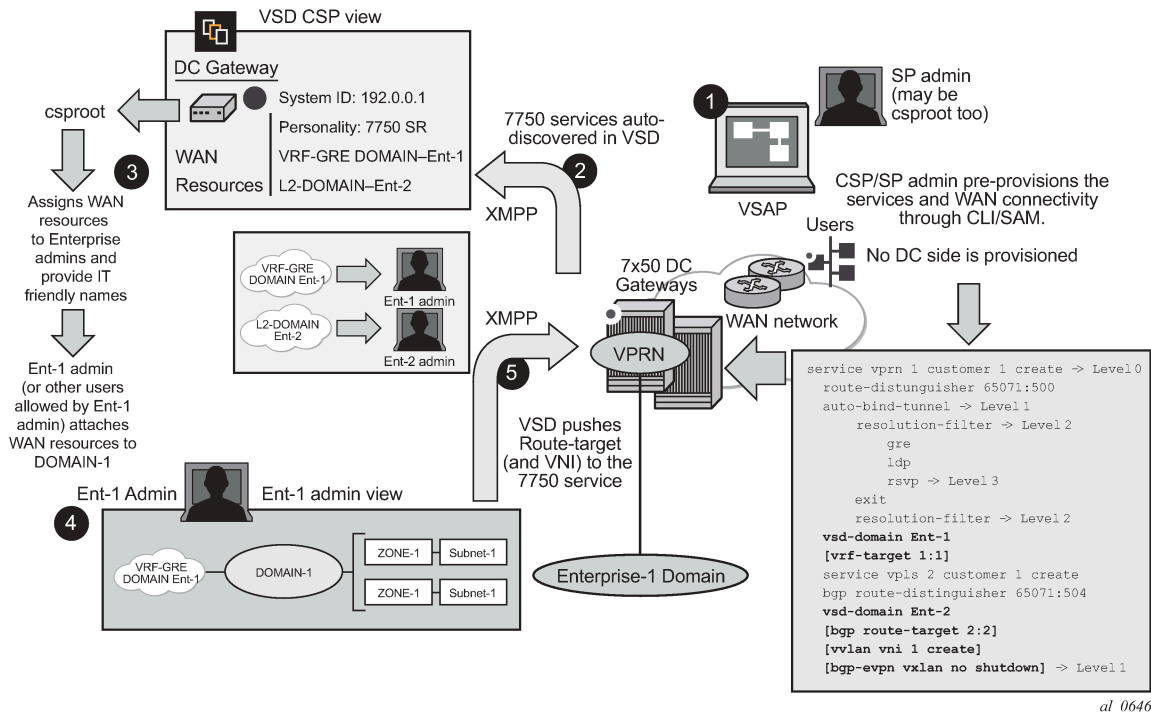 VSD CSP view
DC Gateway
System ID: 192.0.0.1
Personality: 7750 SR
WAN
VRF-GRE DOMAIN–Ent-1
Resources
L2-DOMAIN–Ent-2
csproot
3
Assigns WAN
resources
to Enterprise
admins and
provide IT
friendly names
Ent-1 admin
(or other users
allowed by Ent-1
admin) attaches
WAN resources to
DOMAIN-1
7750 services auto-
discovered in VSD
2
XMPP
VRF-GRE
DOMAIN Ent-1
Ent-1 admin
L2-DOMAIN
Ent-2
Ent-2 admin
1
VSAP
SP admin
(may be
csproot too)
CSP/SP admin pre-provisions the
services and WAN connectivity
through CLI/SAM.
Users
No DC side is provisioned
7x50 DC
Gateways
WAN network
VPRN
XMPP
5
VSD pushes
Route-target
(and VNI) to the
7750 service
Enterprise-1 Domain
4
Ent-1 Admin
Ent-1 admin view
VRF-GRE
DOMAIN Ent-1
DOMAIN-1
ZONE-1
Subnet-1
ZONE-1
Subnet-1
service vprn 1 customer 1 create -> Level 0
route-distunguisher 65071:500
auto-bind-tunnel -> Level 1
resolution-filter -> Level 2
gre
ldp
rsvp -> Level 3
exit
resolution-filter -> Level 2
vsd-domain Ent-1
[vrf-target 1:1]
service vpls 2 customer 1 create
bgp route-distinguisher 65071:504
vsd-domain Ent-2
[bgp route-target 2:2]
[vvlan vni 1 create]
[bgp-evpn vxlan no shutdown] -> Level 1
al_0646